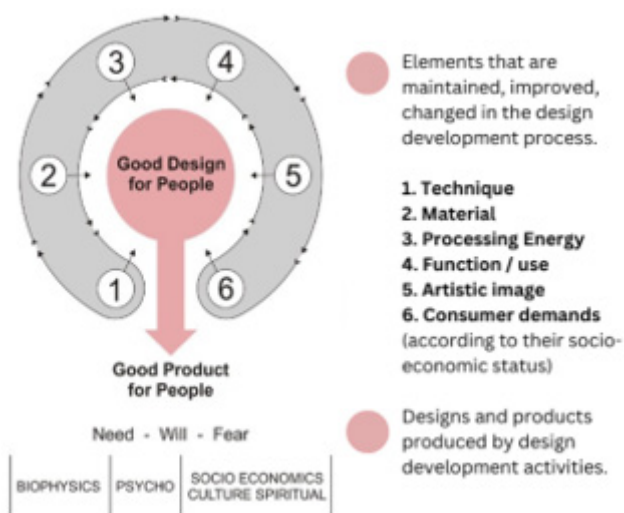 3
4
2
5
1
6
Good Design
for People
Good Product
for People
Need - Will - Fear
BIOPHYSICS
PSYCHO
SOCIO ECONOMICS
CULTURE SPIRITUAL
Elements that are
maintained, improved,
changed in the design
development process.
1. Technique
2. Material
3. Processing Energy
4. Function / use
5. Artistic image
6. Consumer demands
(according to their socio-
economic status)
Designs and products
produced by design
development activities.